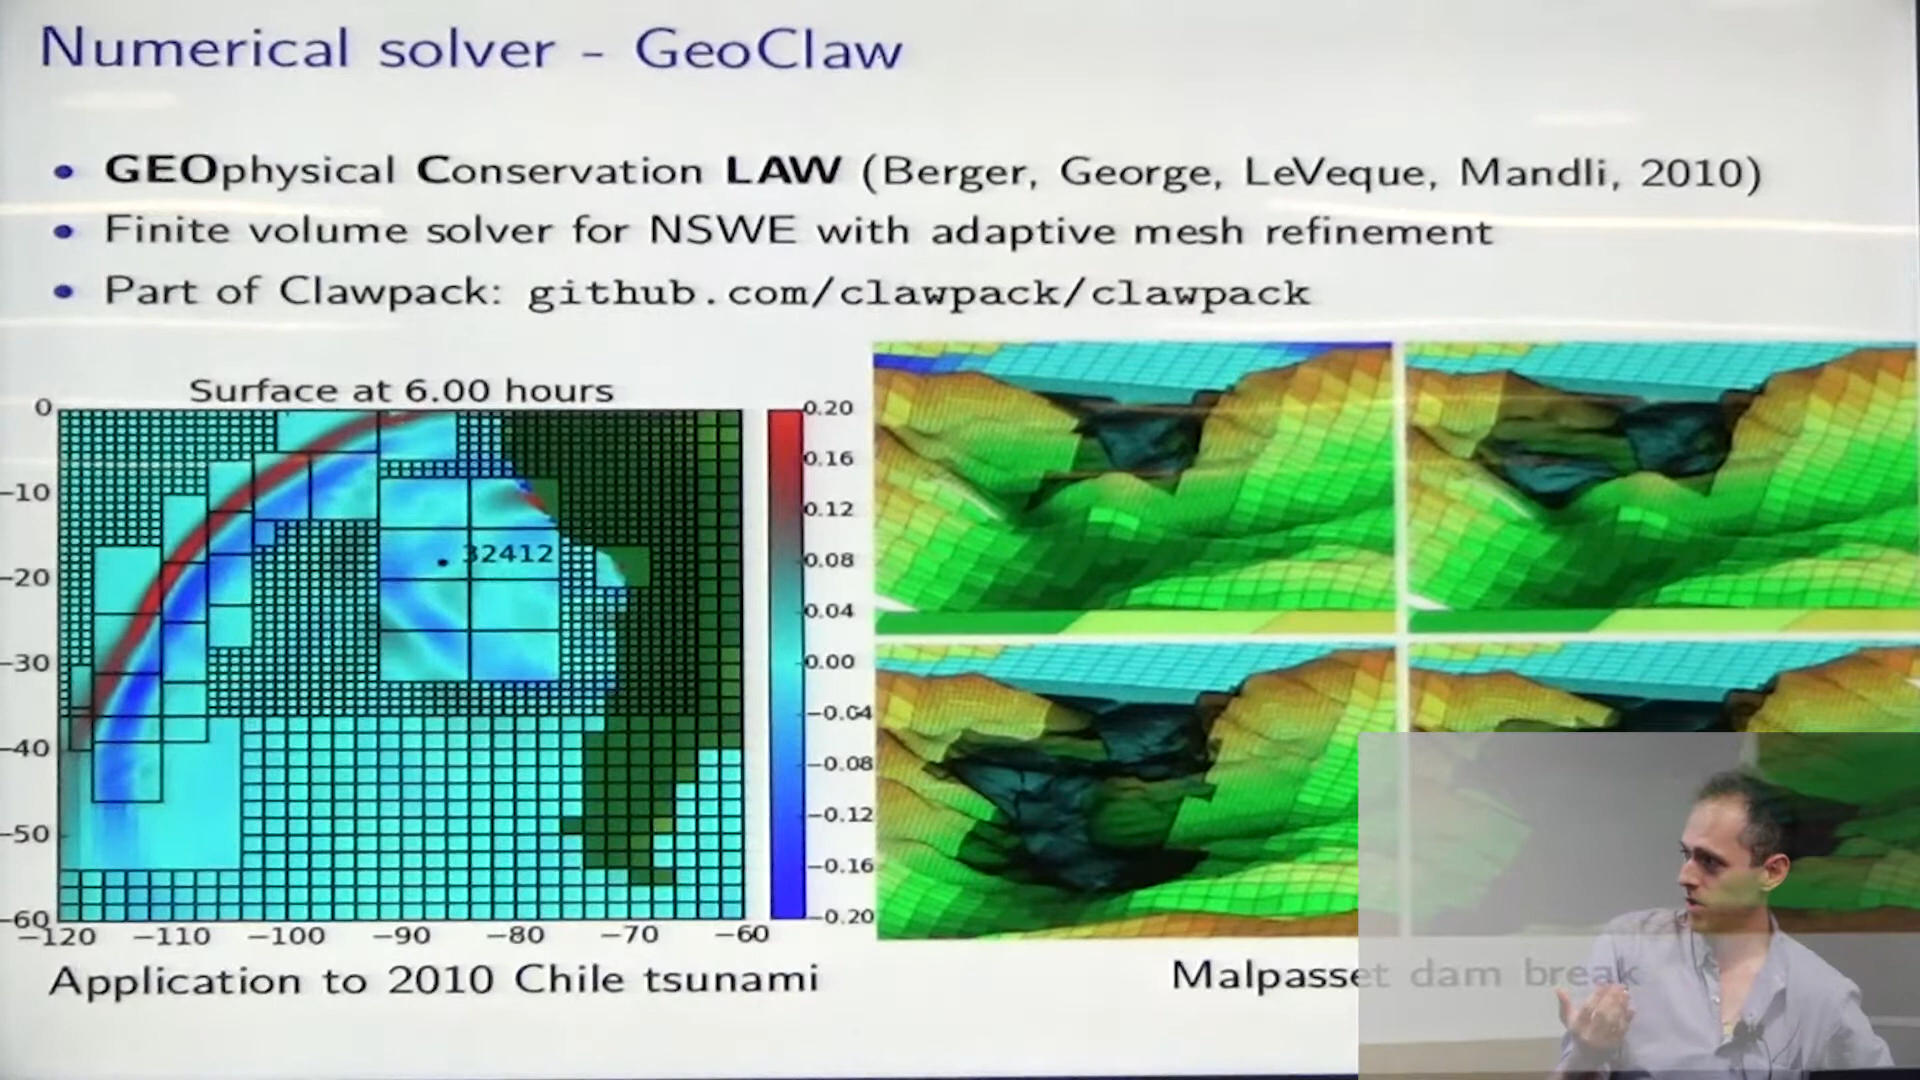 Numerical solver - GeoClaw
GEOphysical Conservation LAW (Berger, George, LeVeque, Mandli, 2010)
Finite volume solver for NSWE with adaptive mesh refinement
Part of Clawpack: github.com/clawpack/clawpack
Surface at 6.00 hours
0
-10
-20
-30
-40
-50
-60
-120 -110 -100 -90 -80 -70 -60
32412
0.20
0.16
0.12
0.08
0.04
0.00
-0.04
-0.08
-0.12
-0.16
-0.20
Application to 2010 Chile tsunami
Malpasset dam break